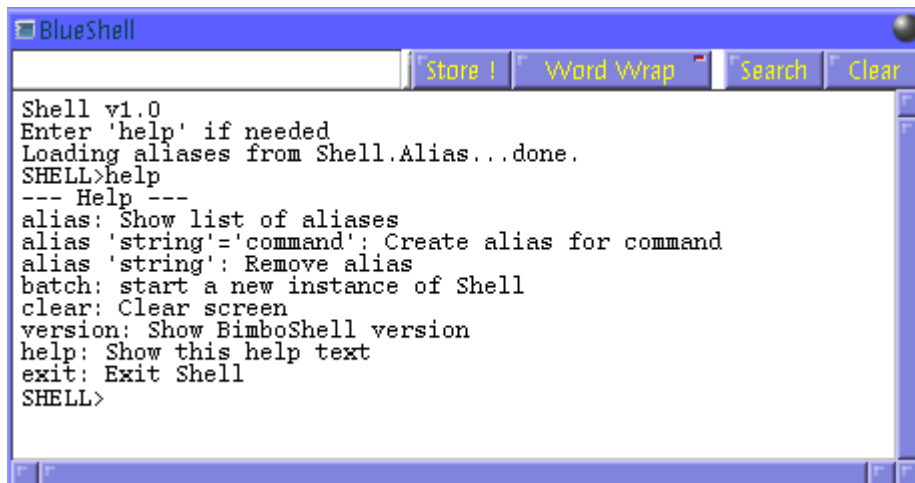 BlueShell
Store ! Word Wrap Search Clear
Shell v1.0
Enter 'help' if needed
Loading aliases from Shell.Alias...done.
SHELL>help
--- Help ---
alias: Show list of aliases
alias 'string'='command': Create alias for command
alias 'string': Remove alias
batch: start a new instance of Shell
clear: Clear screen
version: Show BimboShell version
help: Show this help text
exit: Exit Shell
SHELL>